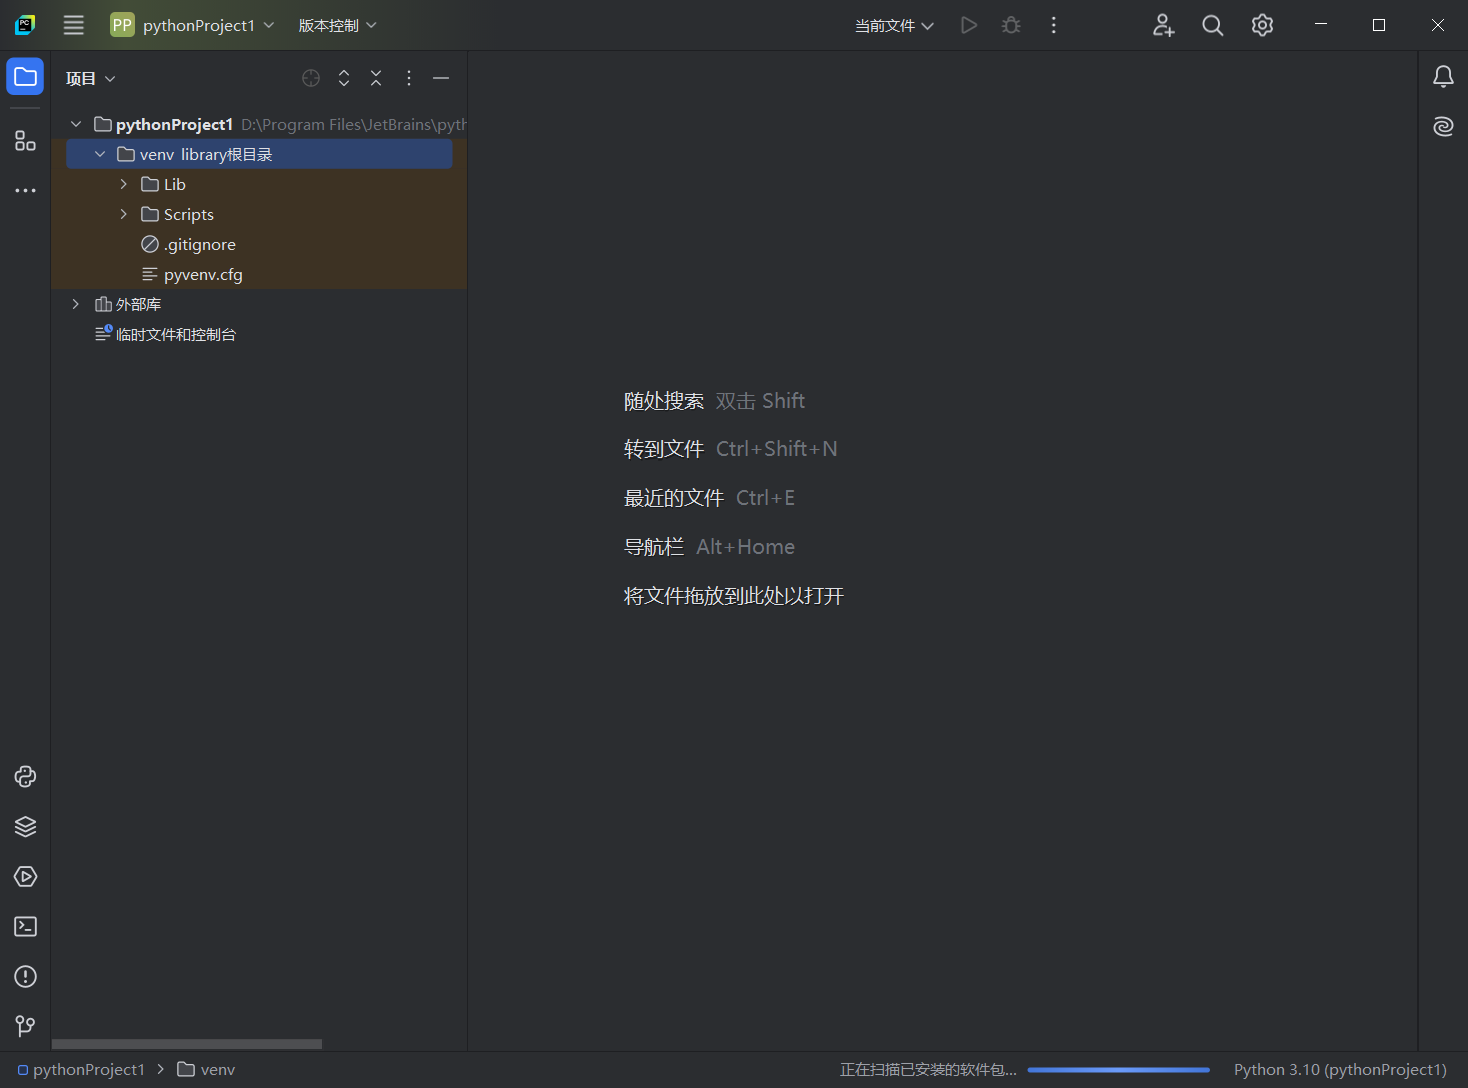 PC PP pythonProject1 版本控制 当前文件
项目
pythonProject1 D:\Program Files\JetBrains\pyth
venv library根目录
Lib
Scripts
.gitignore
pyvenv.cfg
外部库
临时文件和控制台
随处搜索 双击 Shift
转到文件 Ctrl+Shift+N
最近的文件 Ctrl+E
导航栏 Alt+Home
将文件拖放到此处以打开
pythonProject1 > venv 正在扫描已安装的软件包... Python 3.10 (pythonProject1)